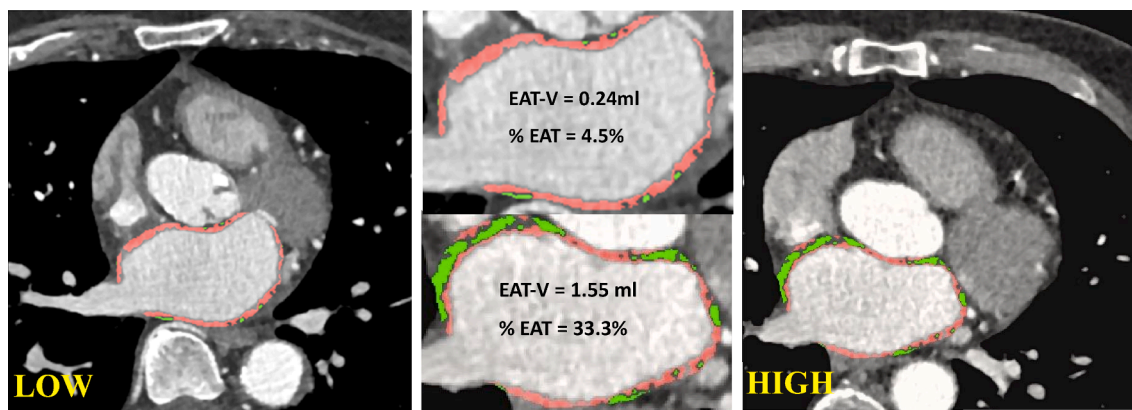 EAT-V = 0.24ml
% EAT = 4.5%
EAT-V = 1.55 ml
% EAT = 33.3%
LOW
HIGH